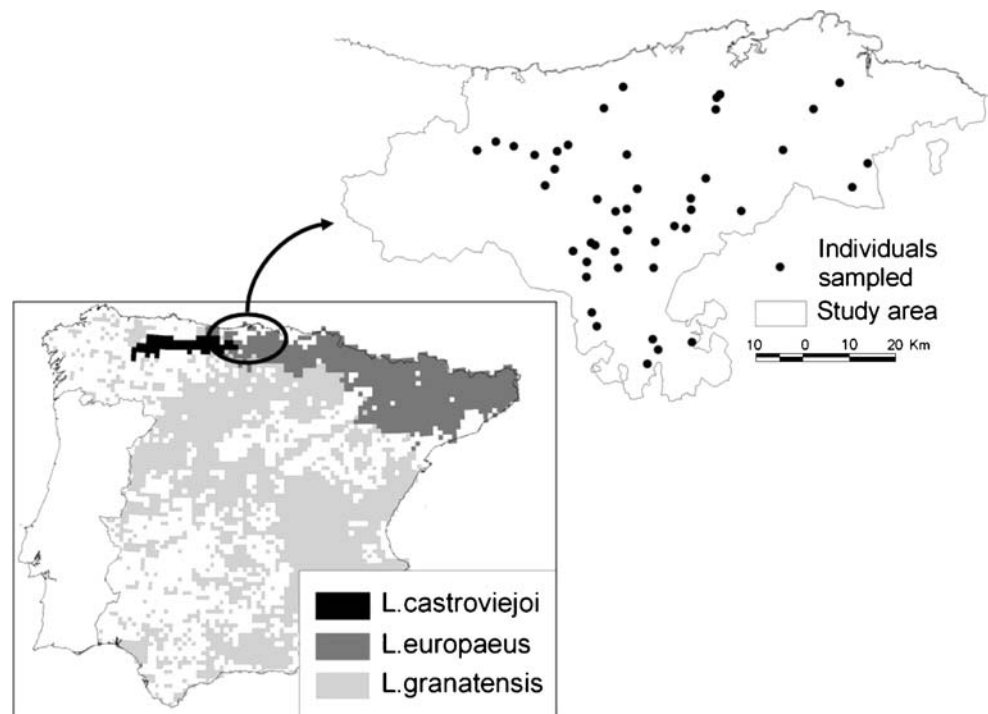 Individuals
sampled
Study area
10 0 10 20 Km
L.castroviejoi
L.europaeus
L.granatensis